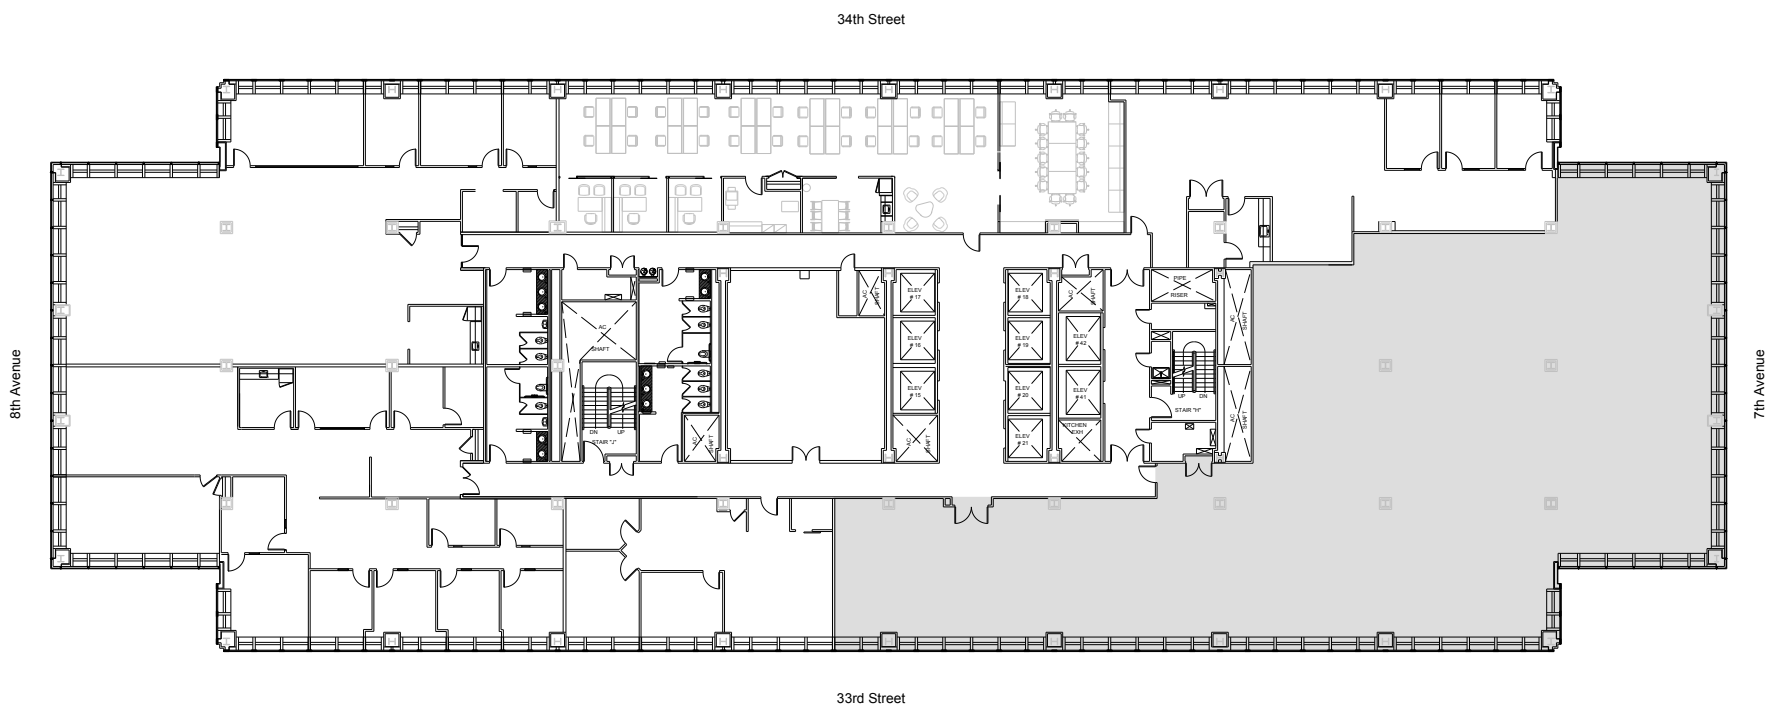 34th Street
8th Avenue
7th Avenue
PIPE
RISER
AC
SHAFT
ELEV
# 17
ELEV
# 18
AC
SHAFT
AC
SHAFT
AC
SHAFT
ELEV
# 16
ELEV
# 19
ELEV
#42
ELEV
# 15
ELEV
# 20
ELEV
#41
UP DN
STAIR "H"
AC
SHAFT
DN UP
STAIR "J"
AC
SHAFT
AC
SHAFT
ELEV
# 21
KITCHEN
EXH
33rd Street